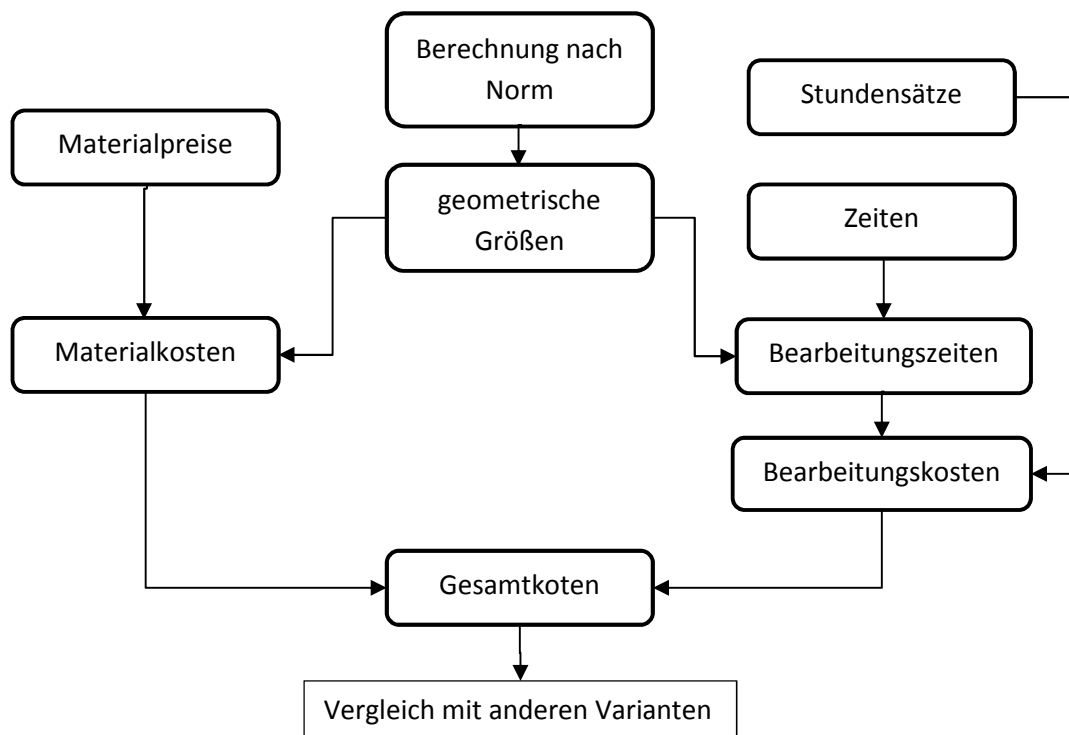 Berechnung nach
Norm
Stundensätze
Materialpreise
geometrische
Größen
Zeiten
Materialkosten
Bearbeitungszeiten
Bearbeitungskosten
Gesamtkoten
Vergleich mit anderen Varianten